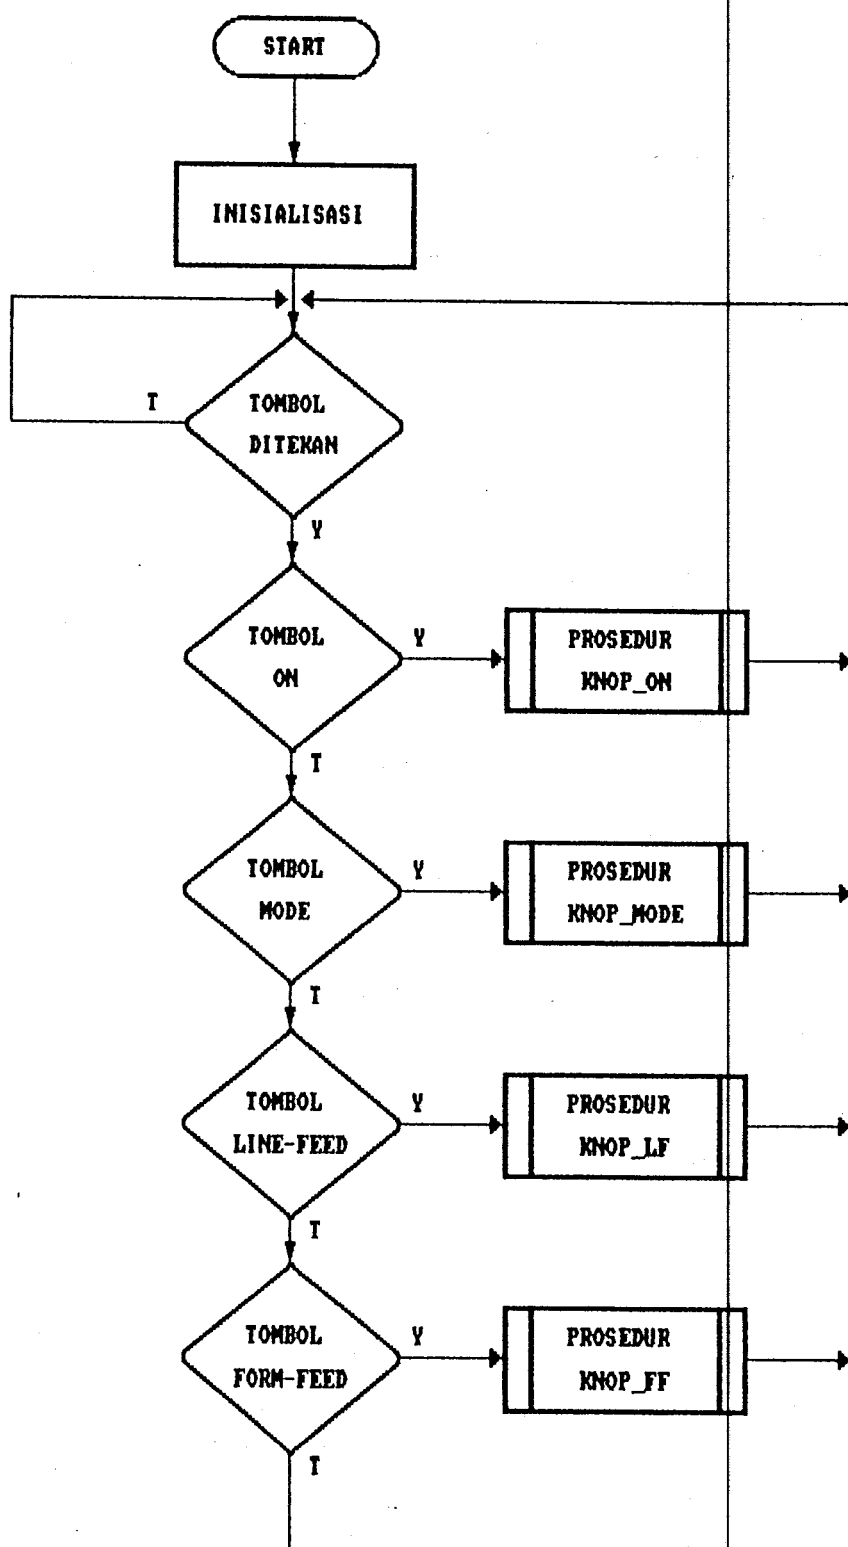 START
INISIALISASI
T
TOMBOL
DITEKAN
Y
TOMBOL
ON
Y
PROSEDUR
KNOP_ON
T
TOMBOL
MODE
Y
PROSEDUR
KNOP_MODE
T
TOMBOL
LINE-FEED
Y
PROSEDUR
KNOP_LF
T
TOMBOL
FORM-FEED
Y
PROSEDUR
KNOP_FF
T